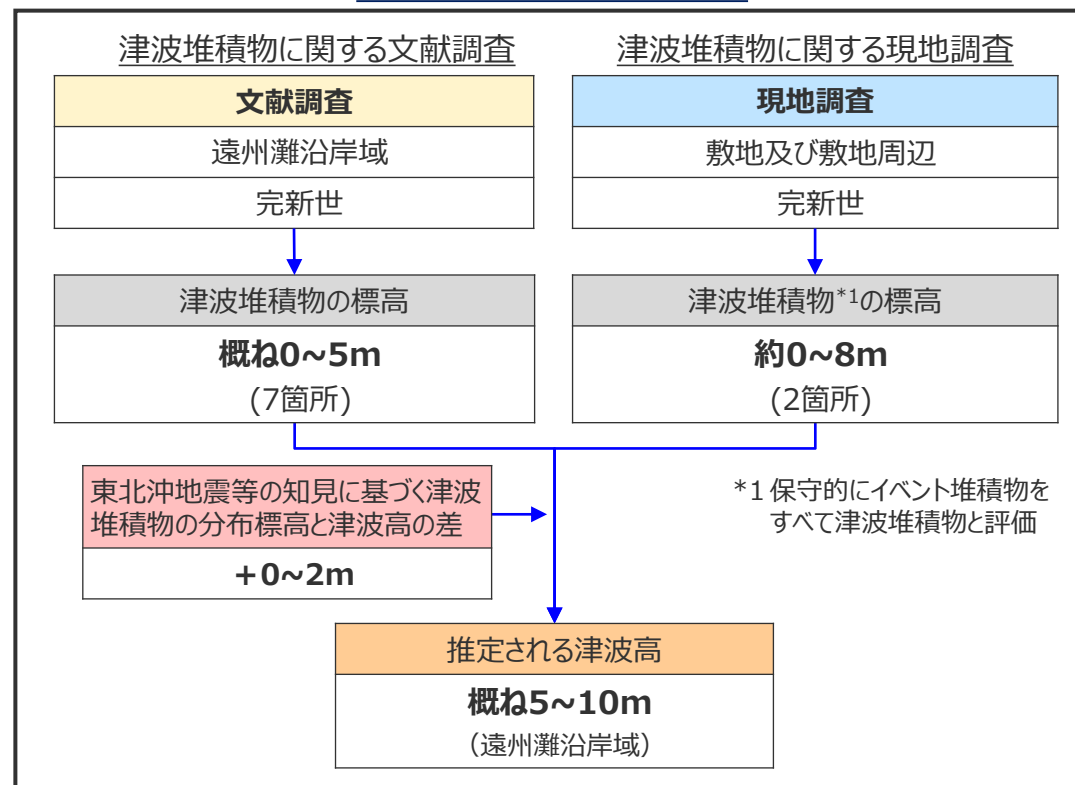 津波堆積物に関する文献調査
文献調査
遠州灘沿岸域
完新世
津波堆積物の標高
概ね0~5m
(7箇所)
津波堆積物に関する現地調査
現地調査
敷地及び敷地周辺
完新世
津波堆積物*1の標高
約0~8m
(2箇所)
東北沖地震等の知見に基づく津波
堆積物の分布標高と津波高の差
+0~2m
*1 保守的にイベント堆積物を
すべて津波堆積物と評価
推定される津波高
概ね5~10m
(遠州灘沿岸域)